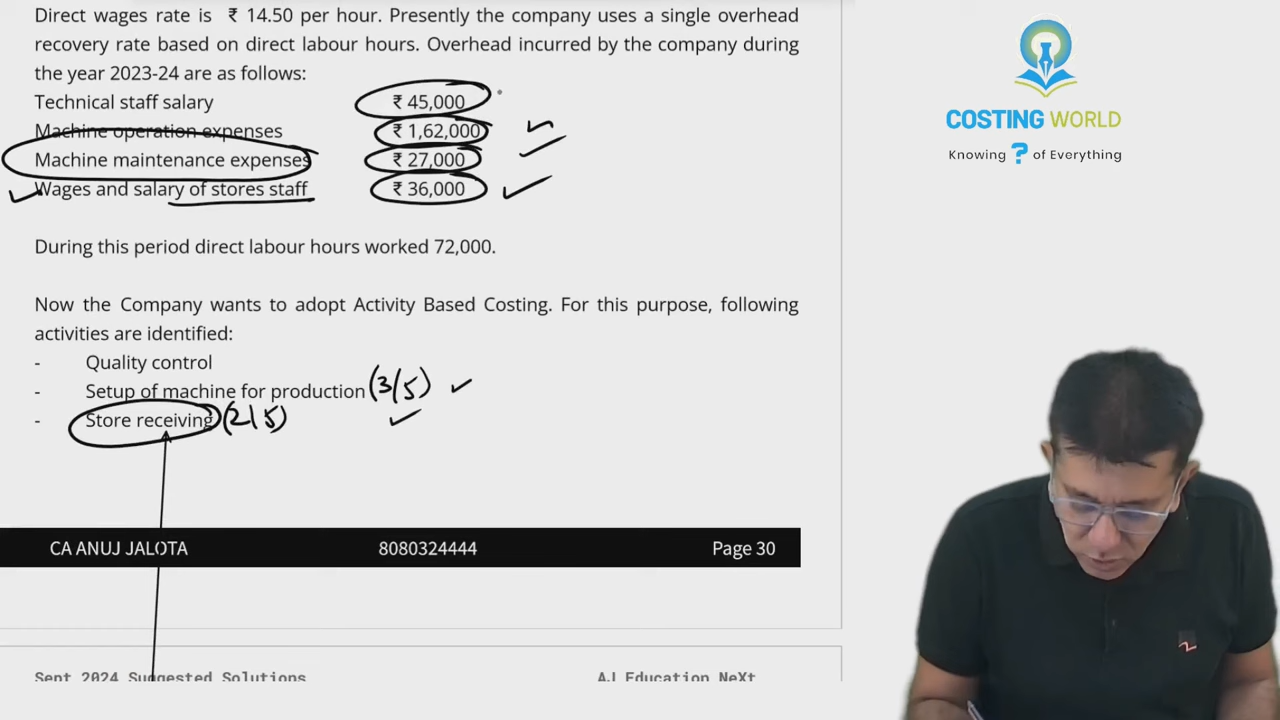 Direct wages rate is ₹ 14.50 per hour. Presently the company uses a single overhead
recovery rate based on direct labour hours. Overhead incurred by the company during
the year 2023-24 are as follows:
Technical staff salary ₹ 45,000
Machine operation expenses ₹ 1,62,000
Machine maintenance expenses ₹ 27,000
Wages and salary of stores staff ₹ 36,000
During this period direct labour hours worked 72,000.
Now the Company wants to adopt Activity Based Costing. For this purpose, following
activities are identified:
- Quality control
- Setup of machine for production (3/5)
- Store receiving (2/5)
CA ANUJ JALOTA 8080324444 Page 30
Sept 2024 Suggested Solutions AJ Education NeXt
COSTING WORLD
Knowing ? of Everything